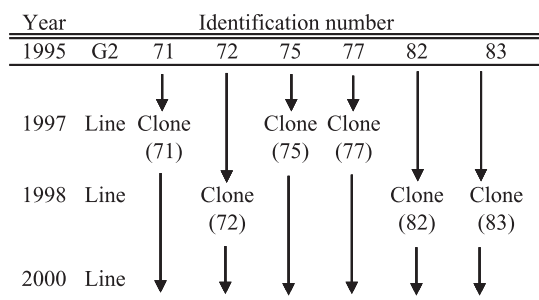 Year Identification number
1995 G2 71 72 75 77 82 83
1997 Line Clone Clone Clone
(71) (75) (77)
1998 Line Clone Clone Clone
(72) (82) (83)
2000 Line